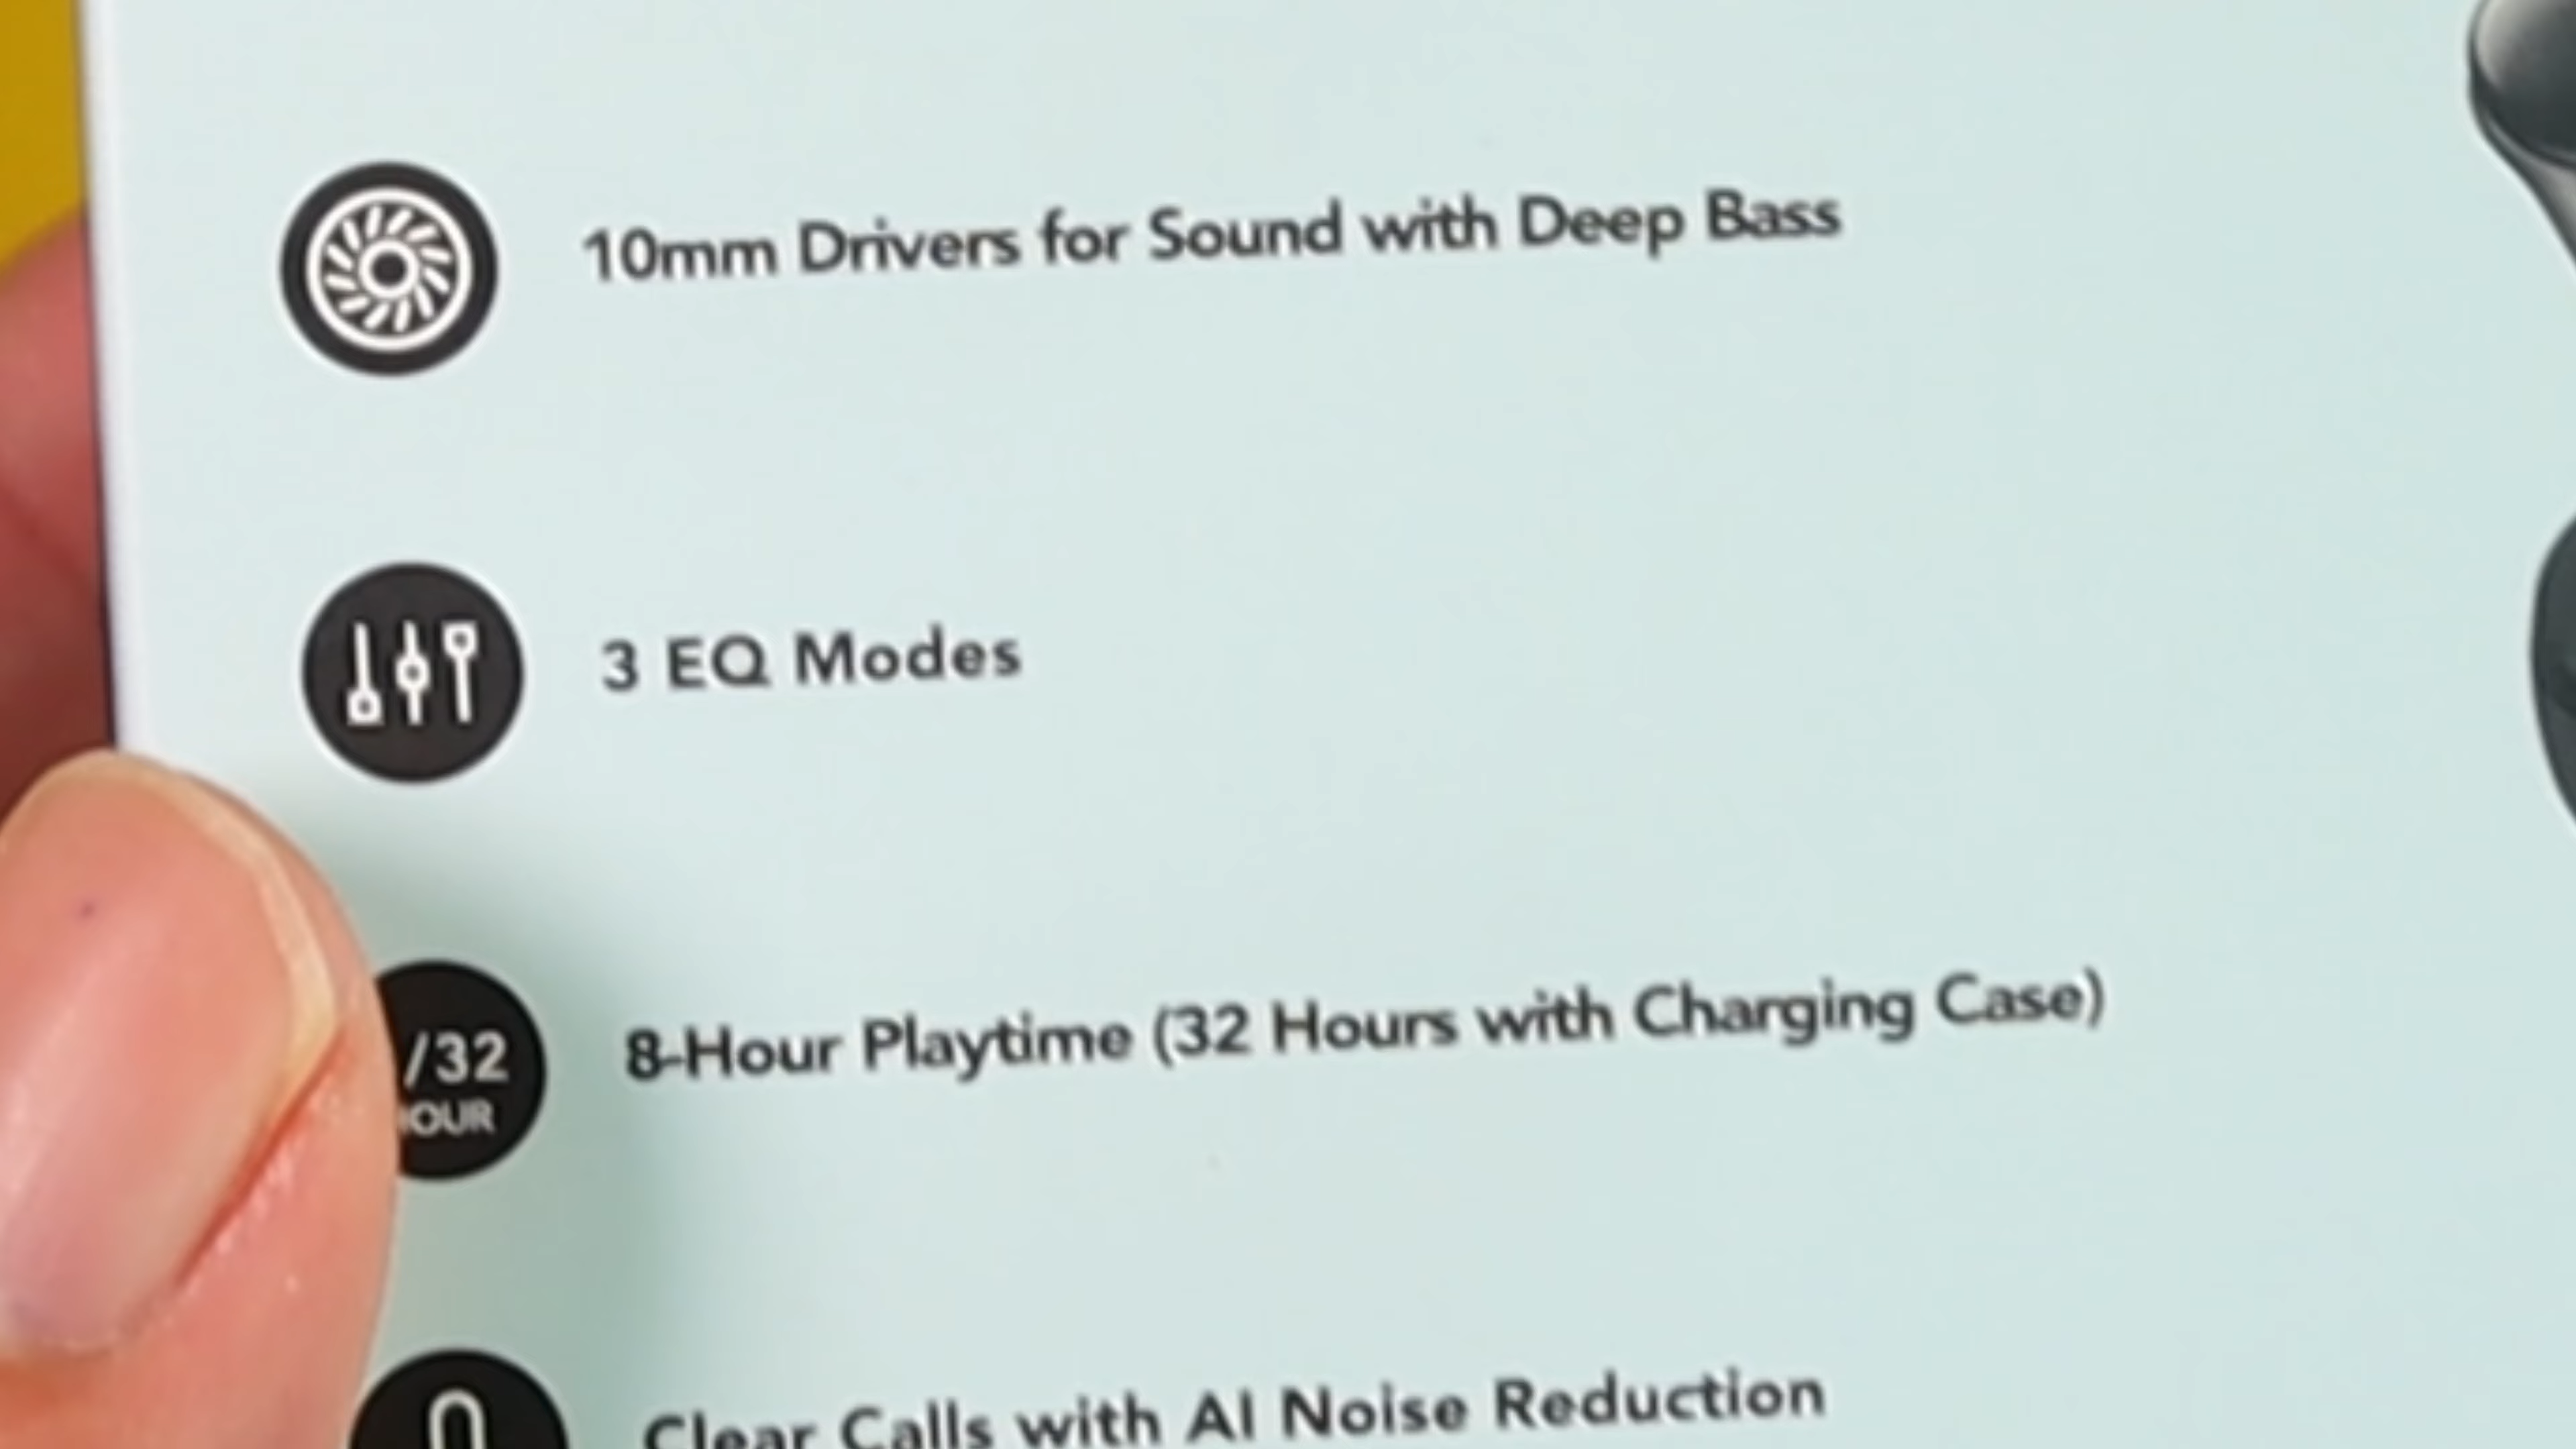 10mm Drivers for Sound with Deep Bass
3 EQ Modes
/32
OUR
8-Hour Playtime (32 Hours with Charging Case)
Clear Calls with AI Noise Reduction